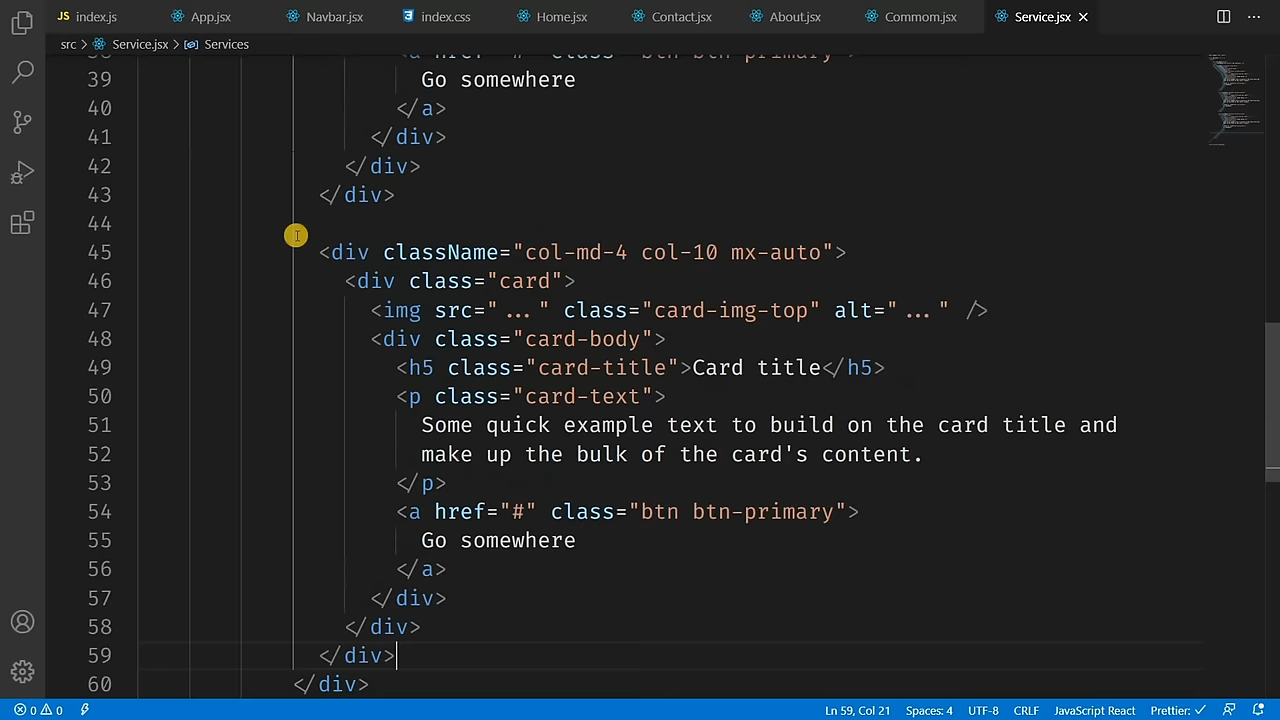 JS index.js App.jsx Navbar.jsx index.css Home.jsx Contact.jsx About.jsx Commom.jsx Service.jsx
src > Service.jsx > Services
38 <a href="#" class="btn btn-primary">
39 Go somewhere
40 </a>
41 </div>
42 </div>
43 </div>
44
45 <div className="col-md-4 col-10 mx-auto">
46 <div class="card">
47 <img src="..." class="card-img-top" alt="..." />
48 <div class="card-body">
49 <h5 class="card-title">Card title</h5>
50 <p class="card-text">
51 Some quick example text to build on the card title and
52 make up the bulk of the card's content.
53 </p>
54 <a href="#" class="btn btn-primary">
55 Go somewhere
56 </a>
57 </div>
58 </div>
59 </div>
60 </div>
0 0 Ln 59, Col 21 Spaces: 4 UTF-8 CRLF JavaScript React Prettier: ✓